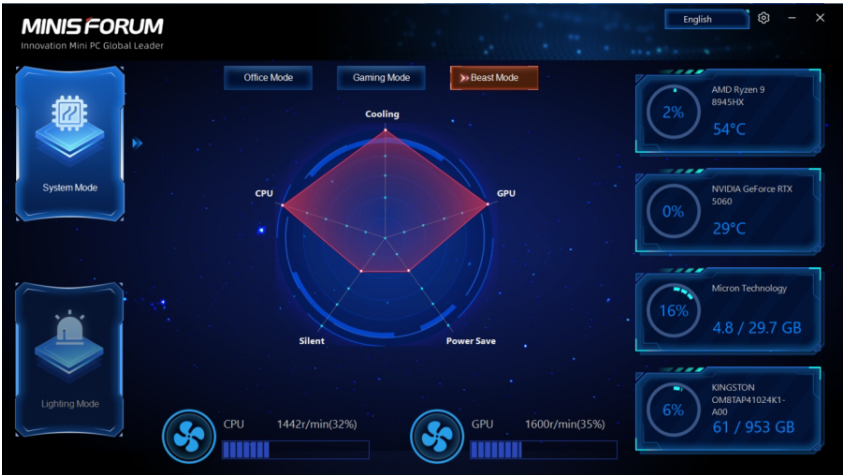 MINISFORUM
Innovation Mini PC Global Leader
English
Office Mode
Gaming Mode
Beast Mode
System Mode
Lighting Mode
Cooling
CPU
GPU
Silent
Power Save
2%
AMD Ryzen 9
8945HX
54°C
0%
NVIDIA GeForce RTX
5060
29°C
16%
Micron Technology
4.8 / 29.7 GB
6%
KINGSTON
OM8TAP41024K1-
A00
61 / 953 GB
CPU 1442r/min(32%)
GPU 1600r/min(35%)